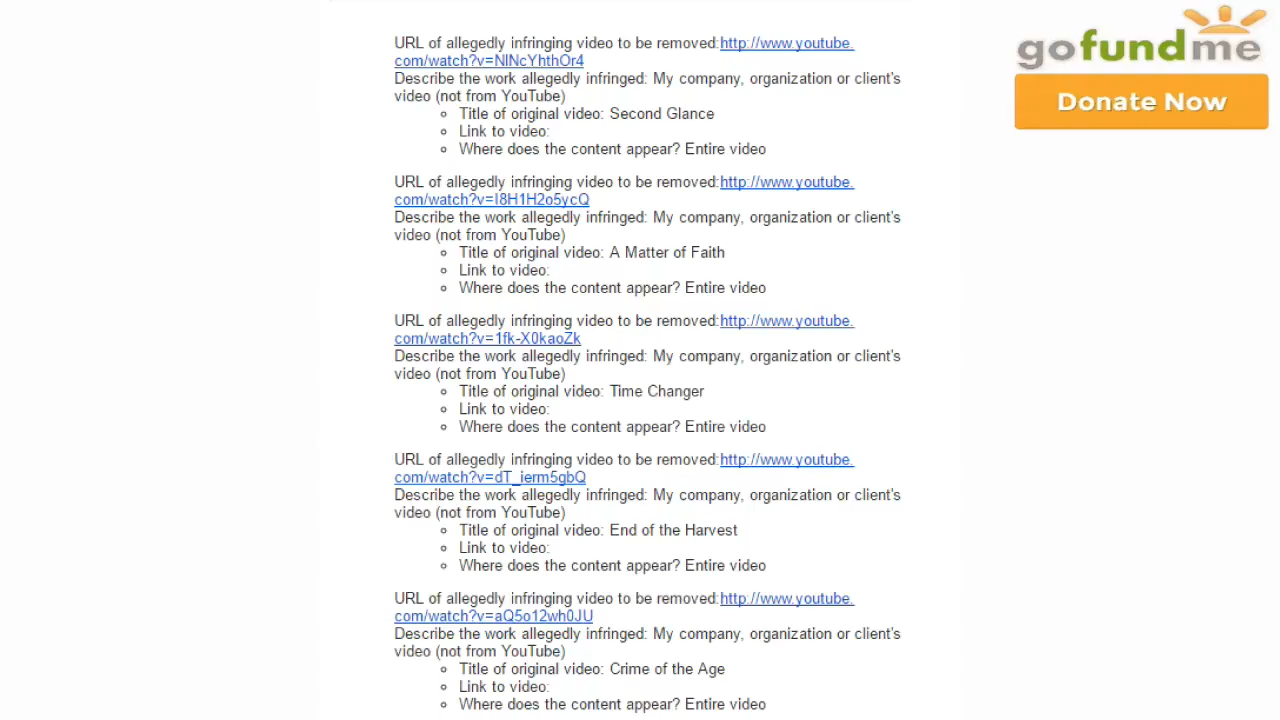 URL of allegedly infringing video to be removed:http://www.youtube.
com/watch?v=NlNcYhthOr4
Describe the work allegedly infringed: My company, organization or client's
video (not from YouTube)
Title of original video: Second Glance
Link to video:
Where does the content appear? Entire video
URL of allegedly infringing video to be removed:http://www.youtube.
com/watch?v=I8H1H2o5ycQ
Describe the work allegedly infringed: My company, organization or client's
video (not from YouTube)
Title of original video: A Matter of Faith
Link to video:
Where does the content appear? Entire video
URL of allegedly infringing video to be removed:http://www.youtube.
com/watch?v=1fk-X0kaoZk
Describe the work allegedly infringed: My company, organization or client's
video (not from YouTube)
Title of original video: Time Changer
Link to video:
Where does the content appear? Entire video
URL of allegedly infringing video to be removed:http://www.youtube.
com/watch?v=dT_ierm5gbQ
Describe the work allegedly infringed: My company, organization or client's
video (not from YouTube)
Title of original video: End of the Harvest
Link to video:
Where does the content appear? Entire video
URL of allegedly infringing video to be removed:http://www.youtube.
com/watch?v=aQ5o12wh0JU
Describe the work allegedly infringed: My company, organization or client's
video (not from YouTube)
Title of original video: Crime of the Age
Link to video:
Where does the content appear? Entire video
gofundme
Donate Now